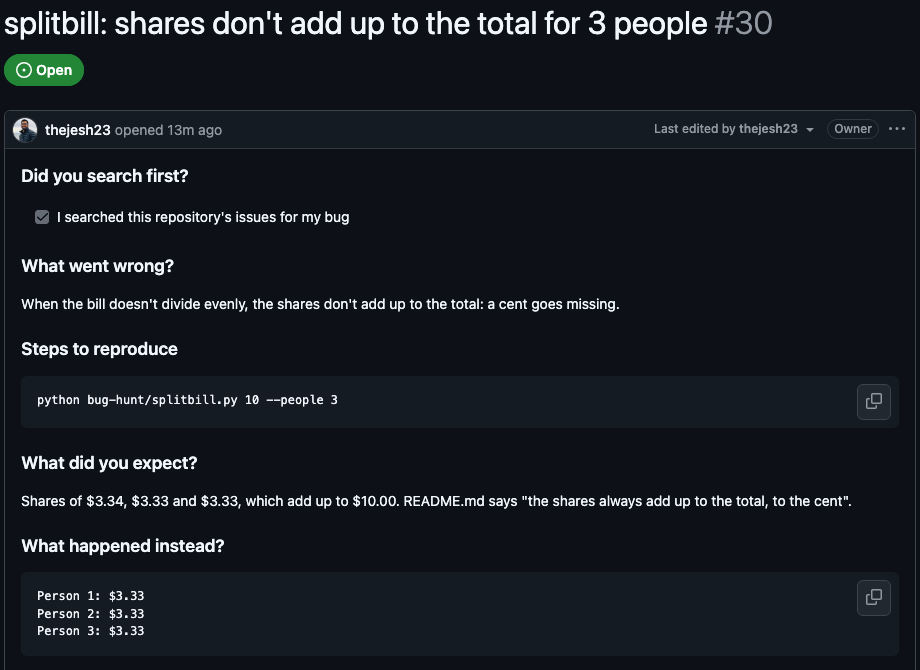 splitbill: shares don't add up to the total for 3 people #30
Open
thejesh23 opened 13m ago
Last edited by thejesh23
Owner
Did you search first?
I searched this repository's issues for my bug
What went wrong?
When the bill doesn't divide evenly, the shares don't add up to the total: a cent goes missing.
Steps to reproduce
python bug-hunt/splitbill.py 10 --people 3
What did you expect?
Shares of $3.34, $3.33 and $3.33, which add up to $10.00. README.md says "the shares always add up to the total, to the cent".
What happened instead?
Person 1: $3.33
Person 2: $3.33
Person 3: $3.33